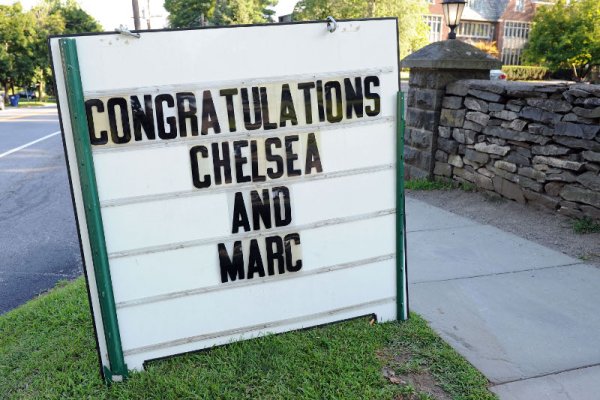 CONGRATULATIONS
CHELSEA
AND
MARC